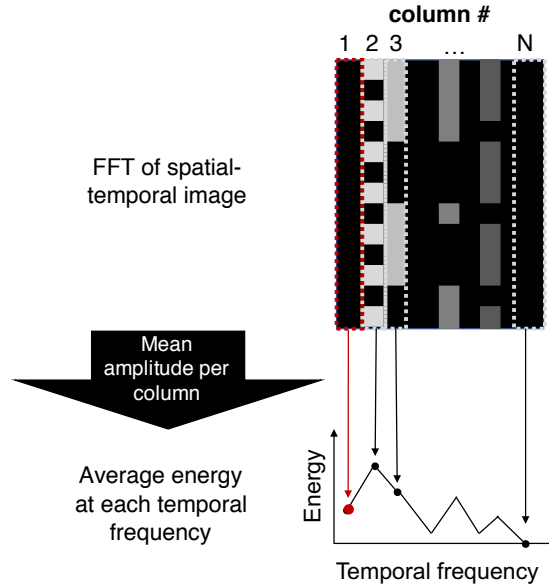 column #
1 2 3 ... N
FFT of spatial-
temporal image
Mean
amplitude per
column
Average energy
at each temporal
frequency
Energy
Temporal frequency